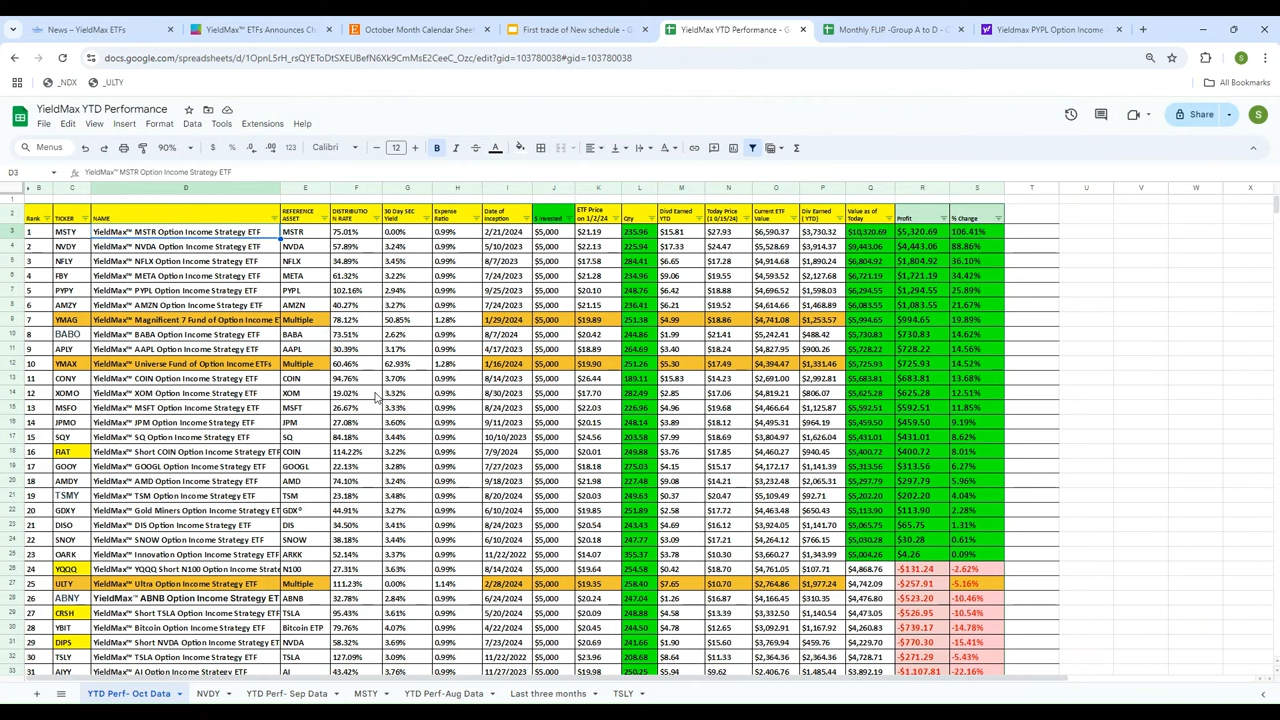 News – YieldMax ETFs
YieldMax™ ETFs Announces Ch
October Month Calendar Sheet
First trade of New schedule - G
YieldMax YTD Performance - G
Monthly FLIP -Group A to D - G
Yieldmax PYPL Option Income
docs.google.com/spreadsheets/d/1OpnL5rH_rsQYEToDtSXEUBefN6Xk9CmMsE2CeeC_Ozc/edit?gid=103780038#gid=103780038
_NDX _ULTY All Bookmarks
YieldMax YTD Performance
File Edit View Insert Format Data Tools Extensions Help
Share S
Menus 90% $ % 123 Calibri 12
D3 YieldMax™ MSTR Option Income Strategy ETF
B C D E F G H I J K L M N O P Q R S T U V W X
Rank TICKER NAME REFERENCE ASSET DISTRIBUTIO N RATE 30 Day SEC Yield Expense Ratio Date of Inception $ Invested ETF Price on 1/2/24 Qty Divd Earned YTD Today Price (1 0/15/24) Current ETF Value Div Earned ( YTD) Value as of Today Profit % Change
1 MSTY YieldMax™ MSTR Option Income Strategy ETF MSTR 75.01% 0.00% 0.99% 2/21/2024 $5,000 $21.19 235.96 $15.81 $27.93 $6,590.37 $3,730.32 $10,320.69 $5,320.69 106.41%
2 NVDY YieldMax™ NVDA Option Income Strategy ETF NVDA 57.89% 3.24% 0.99% 5/10/2023 $5,000 $22.13 225.94 $17.33 $24.47 $5,528.69 $3,914.37 $9,443.06 $4,443.06 88.86%
3 NFLY YieldMax™ NFLX Option Income Strategy ETF NFLX 34.89% 3.45% 0.99% 8/7/2023 $5,000 $17.58 284.41 $6.65 $17.28 $4,914.68 $1,890.24 $6,804.92 $1,804.92 36.10%
4 FBY YieldMax™ META Option Income Strategy ETF META 61.32% 3.22% 0.99% 7/27/2023 $5,000 $21.28 234.96 $9.06 $19.55 $4,593.52 $2,127.68 $6,721.19 $1,721.19 34.42%
5 PYPY YieldMax™ PYPL Option Income Strategy ETF PYPL 102.16% 2.94% 0.99% 9/25/2023 $5,000 $20.10 248.76 $6.42 $18.88 $4,696.52 $1,598.03 $6,294.55 $1,294.55 25.89%
6 AMZY YieldMax™ AMZN Option Income Strategy ETF AMZN 40.27% 3.27% 0.99% 7/24/2023 $5,000 $21.15 236.41 $6.21 $19.52 $4,614.66 $1,468.89 $6,083.55 $1,083.55 21.67%
7 YMAG YieldMax™ Magnificent 7 Fund of Option Income E Multiple 78.12% 50.85% 1.28% 1/29/2024 $5,000 $19.89 251.38 $4.99 $18.86 $4,741.08 $1,253.57 $5,994.65 $994.65 19.89%
8 BABO YieldMax™ BABA Option Income Strategy ETF BABA 73.51% 2.62% 0.99% 8/7/2024 $5,000 $20.42 244.86 $1.99 $21.41 $5,242.41 $488.42 $5,730.83 $730.83 14.62%
9 APLY YieldMax™ AAPL Option Income Strategy ETF AAPL 30.39% 3.17% 0.99% 4/17/2023 $5,000 $18.89 264.69 $3.40 $18.24 $4,827.95 $900.26 $5,728.22 $728.22 14.56%
10 YMAX YieldMax™ Universe Fund of Option Income ETFs Multiple 60.46% 62.93% 1.28% 1/16/2024 $5,000 $19.90 251.26 $5.30 $17.49 $4,394.47 $1,331.46 $5,725.93 $725.93 14.52%
11 CONY YieldMax™ COIN Option Income Strategy ETF COIN 94.76% 3.70% 0.99% 8/14/2023 $5,000 $26.44 189.11 $15.83 $14.23 $2,691.00 $2,992.81 $5,683.81 $683.81 13.68%
12 XOMO YieldMax™ XOM Option Income Strategy ETF XOM 19.02% 3.32% 0.99% 8/30/2023 $5,000 $17.70 282.49 $2.85 $17.06 $4,819.22 $806.07 $5,625.28 $625.28 12.51%
13 MSFO YieldMax™ MSFT Option Income Strategy ETF MSFT 26.67% 3.33% 0.99% 8/24/2023 $5,000 $22.03 226.96 $4.96 $19.68 $4,466.64 $1,125.87 $5,592.51 $592.51 11.85%
14 JPMO YieldMax™ JPM Option Income Strategy ETF JPM 27.08% 3.60% 0.99% 9/11/2023 $5,000 $20.15 248.14 $3.89 $18.12 $4,495.31 $964.19 $5,459.50 $459.50 9.19%
15 SQY YieldMax™ SQ Option Income Strategy ETF SQ 84.18% 3.44% 0.99% 10/10/2023 $5,000 $24.56 203.58 $7.99 $18.69 $3,804.97 $1,626.04 $5,431.01 $431.01 8.62%
16 FIAT YieldMax™ Short COIN Option Income Strategy ETF COIN 114.22% 3.22% 0.99% 7/9/2024 $5,000 $20.01 249.88 $3.76 $17.85 $4,460.27 $940.45 $5,400.72 $400.72 8.01%
17 GOOY YieldMax™ GOOGL Option Income Strategy ETF GOOGL 22.13% 3.28% 0.99% 7/27/2023 $5,000 $18.18 275.03 $4.15 $15.17 $4,172.17 $1,141.39 $5,313.56 $313.56 6.27%
18 AMDY YieldMax™ AMD Option Income Strategy ETF AMD 74.10% 3.24% 0.99% 9/18/2023 $5,000 $21.98 227.48 $9.08 $14.21 $3,232.48 $2,065.31 $5,297.79 $297.79 5.96%
19 TSMY YieldMax™ TSM Option Income Strategy ETF TSM 23.18% 3.48% 0.99% 8/20/2024 $5,000 $20.03 249.63 $0.37 $20.47 $5,109.49 $92.71 $5,202.20 $202.20 4.04%
20 GDXY YieldMax™ Gold Miners Option Income Strategy ET GDX® 44.91% 3.27% 0.99% 6/10/2024 $5,000 $19.85 251.89 $2.58 $17.72 $4,463.48 $650.43 $5,113.90 $113.90 2.28%
21 DISO YieldMax™ DIS Option Income Strategy ETF DIS 34.50% 3.41% 0.99% 8/24/2023 $5,000 $20.54 243.43 $4.69 $16.12 $3,924.05 $1,141.70 $5,065.75 $65.75 1.31%
22 SNOY YieldMax™ SNOW Option Income Strategy ETF SNOW 38.18% 3.44% 0.99% 6/10/2024 $5,000 $20.18 247.77 $3.09 $17.21 $4,264.12 $766.15 $5,030.28 $30.28 0.61%
23 OARK YieldMax™ Innovation Option Income Strategy ETF ARKK 52.14% 3.37% 0.99% 11/22/2022 $5,000 $14.07 355.37 $3.78 $10.30 $3,660.27 $1,343.99 $5,004.26 $4.26 0.09%
24 YQQQ YieldMax™ YQQQ Short N100 Option Income Strate N100 27.31% 3.63% 0.99% 8/14/2024 $5,000 $19.64 254.58 $0.42 $18.70 $4,761.05 $107.71 $4,868.76 -$131.24 -2.62%
25 ULTY YieldMax™ Ultra Option Income Strategy ETF Multiple 111.23% 0.00% 1.14% 2/28/2024 $5,000 $19.35 258.40 $7.65 $10.70 $2,764.86 $1,977.24 $4,742.09 -$257.91 -5.16%
26 ABNY YieldMax™ ABNB Option Income Strategy ET ABNB 32.78% 2.84% 0.99% 6/24/2024 $5,000 $20.24 247.04 $1.26 $16.87 $4,166.45 $310.35 $4,476.80 -$523.20 -10.46%
27 CRSH YieldMax™ Short TSLA Option Income Strategy ETF TSLA 95.43% 3.61% 0.99% 5/1/2024 $5,000 $20.09 248.88 $4.58 $13.39 $3,332.52 $1,140.54 $4,473.05 -$526.95 -10.54%
28 YBIT YieldMax™ Bitcoin Option Income Strategy ETF Bitcoin ETP 79.76% 4.07% 0.99% 4/22/2024 $5,000 $20.45 244.50 $4.78 $12.65 $3,092.91 $1,167.92 $4,260.83 -$739.17 -14.78%
29 DIPS YieldMax™ Short NVDA Option Income Strategy ETF NVDA 58.32% 3.69% 0.99% 7/23/2024 $5,000 $20.69 241.66 $1.90 $15.60 $3,769.94 $459.76 $4,229.70 -$770.30 -15.41%
30 TSLY YieldMax™ TSLA Option Income Strategy ETF TSLA 127.09% 3.09% 0.99% 11/22/2022 $5,000 $23.96 208.68 $8.64 $11.33 $2,364.36 $2,364.36 $4,728.71 -$271.29 -5.43%
31 AIYY YieldMax™ AI Option Income Strategy ETF AI 43.42% 3.76% 0.99% 11/27/2023 250.25 $5.94 $9.62 $3,892.19 -$1,107.81 -22.16%
YTD Perf- Oct Data NVDY YTD Perf- Sep Data MSTY YTD Perf-Aug Data Last three months TSLY